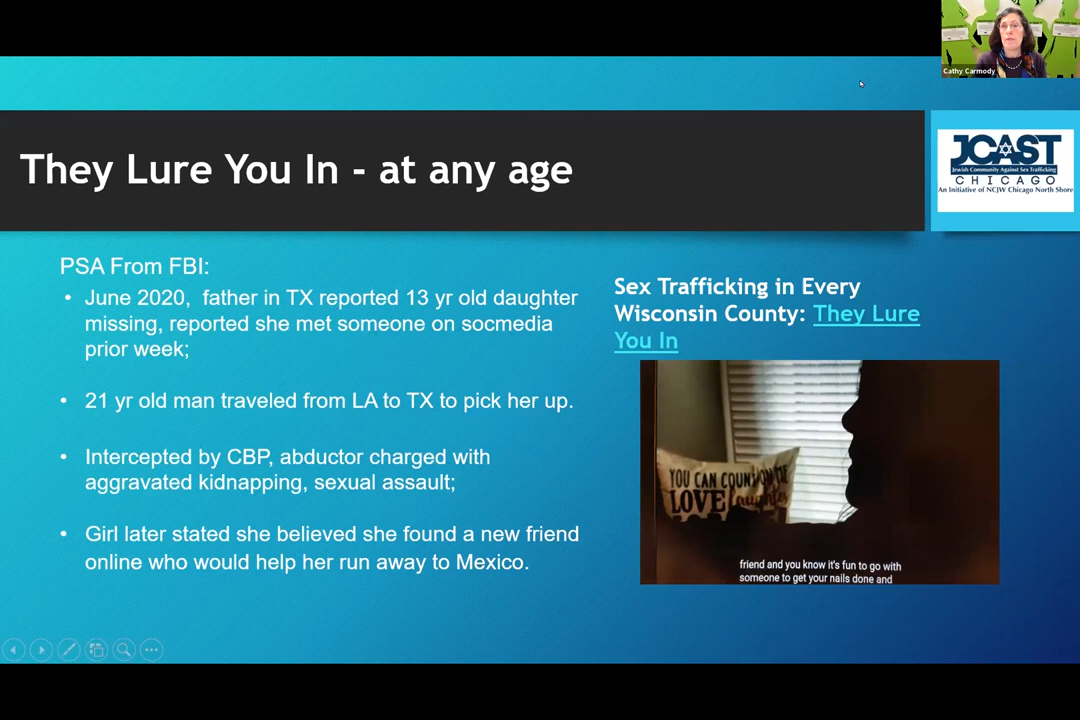 Cathy Carmody
They Lure You In - at any age
JCAST
Jewish Community Against Sex Trafficking
CHICAGO
An Initiative of NCJW Chicago North Shore
PSA From FBI:
• June 2020, father in TX reported 13 yr old daughter
missing, reported she met someone on socmedia
prior week;
• 21 yr old man traveled from LA to TX to pick her up.
• Intercepted by CBP, abductor charged with
aggravated kidnapping, sexual assault;
• Girl later stated she believed she found a new friend
online who would help her run away to Mexico.
Sex Trafficking in Every
Wisconsin County: They Lure
You In
YOU CAN COUNT ON ME
LOVE
friend and you know it's fun to go with
someone to get your nails done and